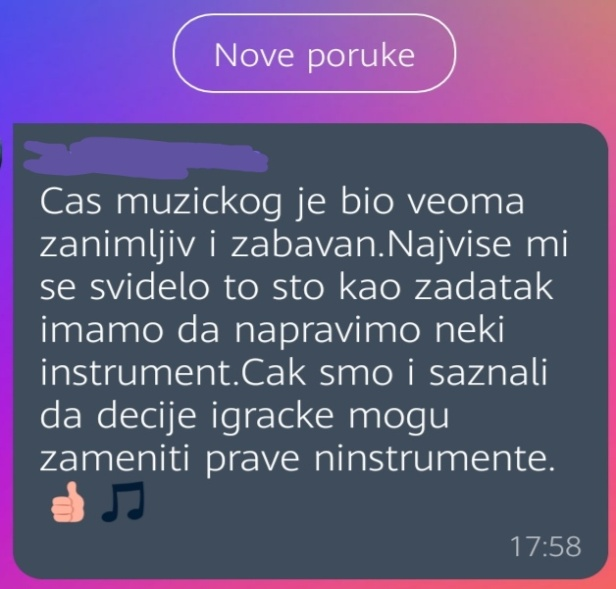 Nove poruke
Cas muzickog je bio veoma
zanimljiv i zabavan.Najvise mi
se svidelo to sto kao zadatak
imamo da napravimo neki
instrument.Cak smo i saznali
da decije igracke mogu
zameniti prave ninstrumente.
👍🎵
17:58